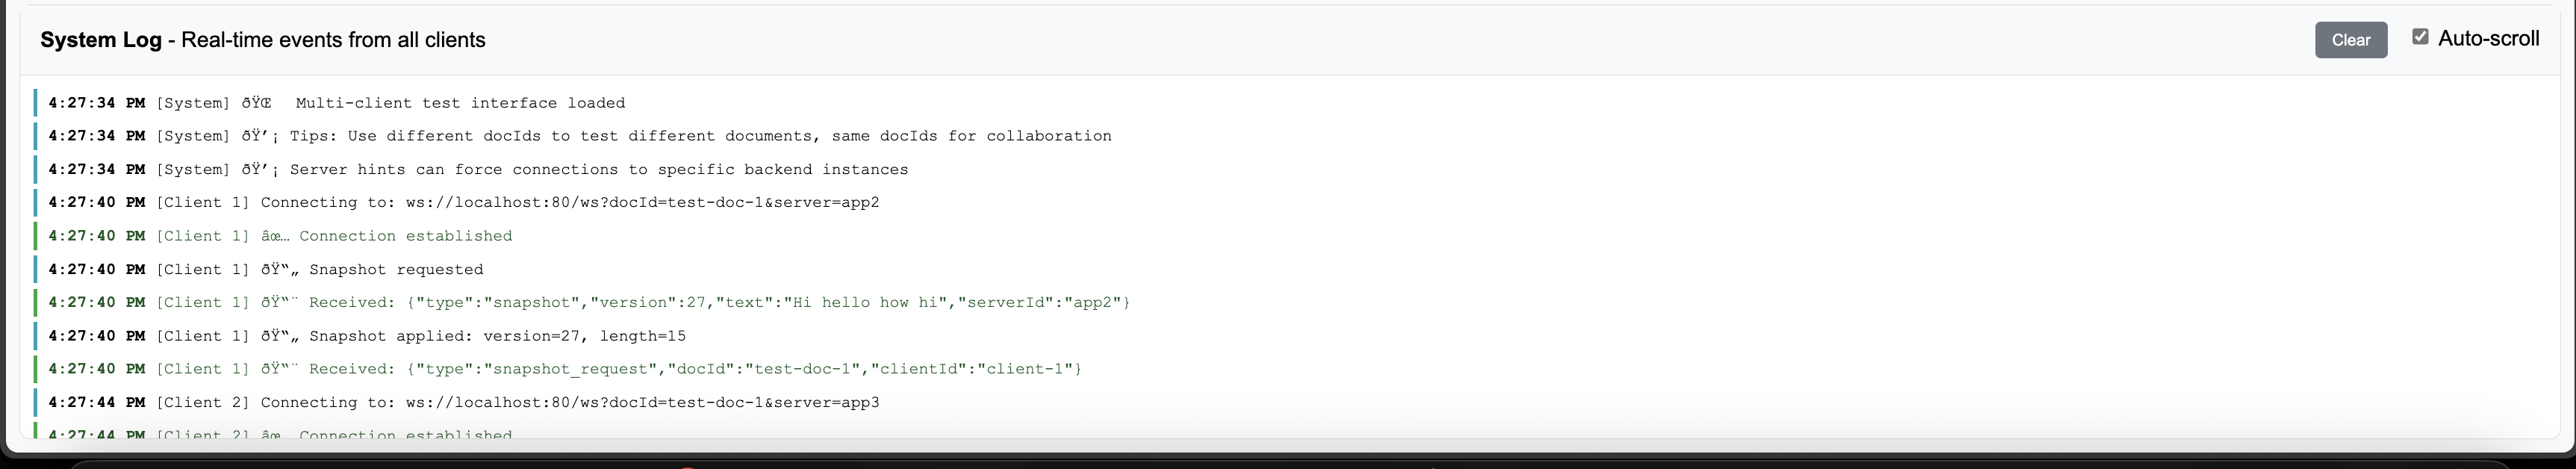 System Log - Real-time events from all clients
Clear
Auto-scroll
4:27:34 PM [System] ðŸŒ Multi-client test interface loaded
4:27:34 PM [System] ðŸ’¡ Tips: Use different docIds to test different documents, same docIds for collaboration
4:27:34 PM [System] ðŸ’¡ Server hints can force connections to specific backend instances
4:27:40 PM [Client 1] Connecting to: ws://localhost:80/ws?docId=test-doc-1&server=app2
4:27:40 PM [Client 1] âœ… Connection established
4:27:40 PM [Client 1] ðŸ“„ Snapshot requested
4:27:40 PM [Client 1] ðŸ“¨ Received: {"type":"snapshot","version":27,"text":"Hi hello how hi","serverId":"app2"}
4:27:40 PM [Client 1] ðŸ“„ Snapshot applied: version=27, length=15
4:27:40 PM [Client 1] ðŸ“¨ Received: {"type":"snapshot_request","docId":"test-doc-1","clientId":"client-1"}
4:27:44 PM [Client 2] Connecting to: ws://localhost:80/ws?docId=test-doc-1&server=app3
4:27:44 PM [Client 2] âœ… Connection established